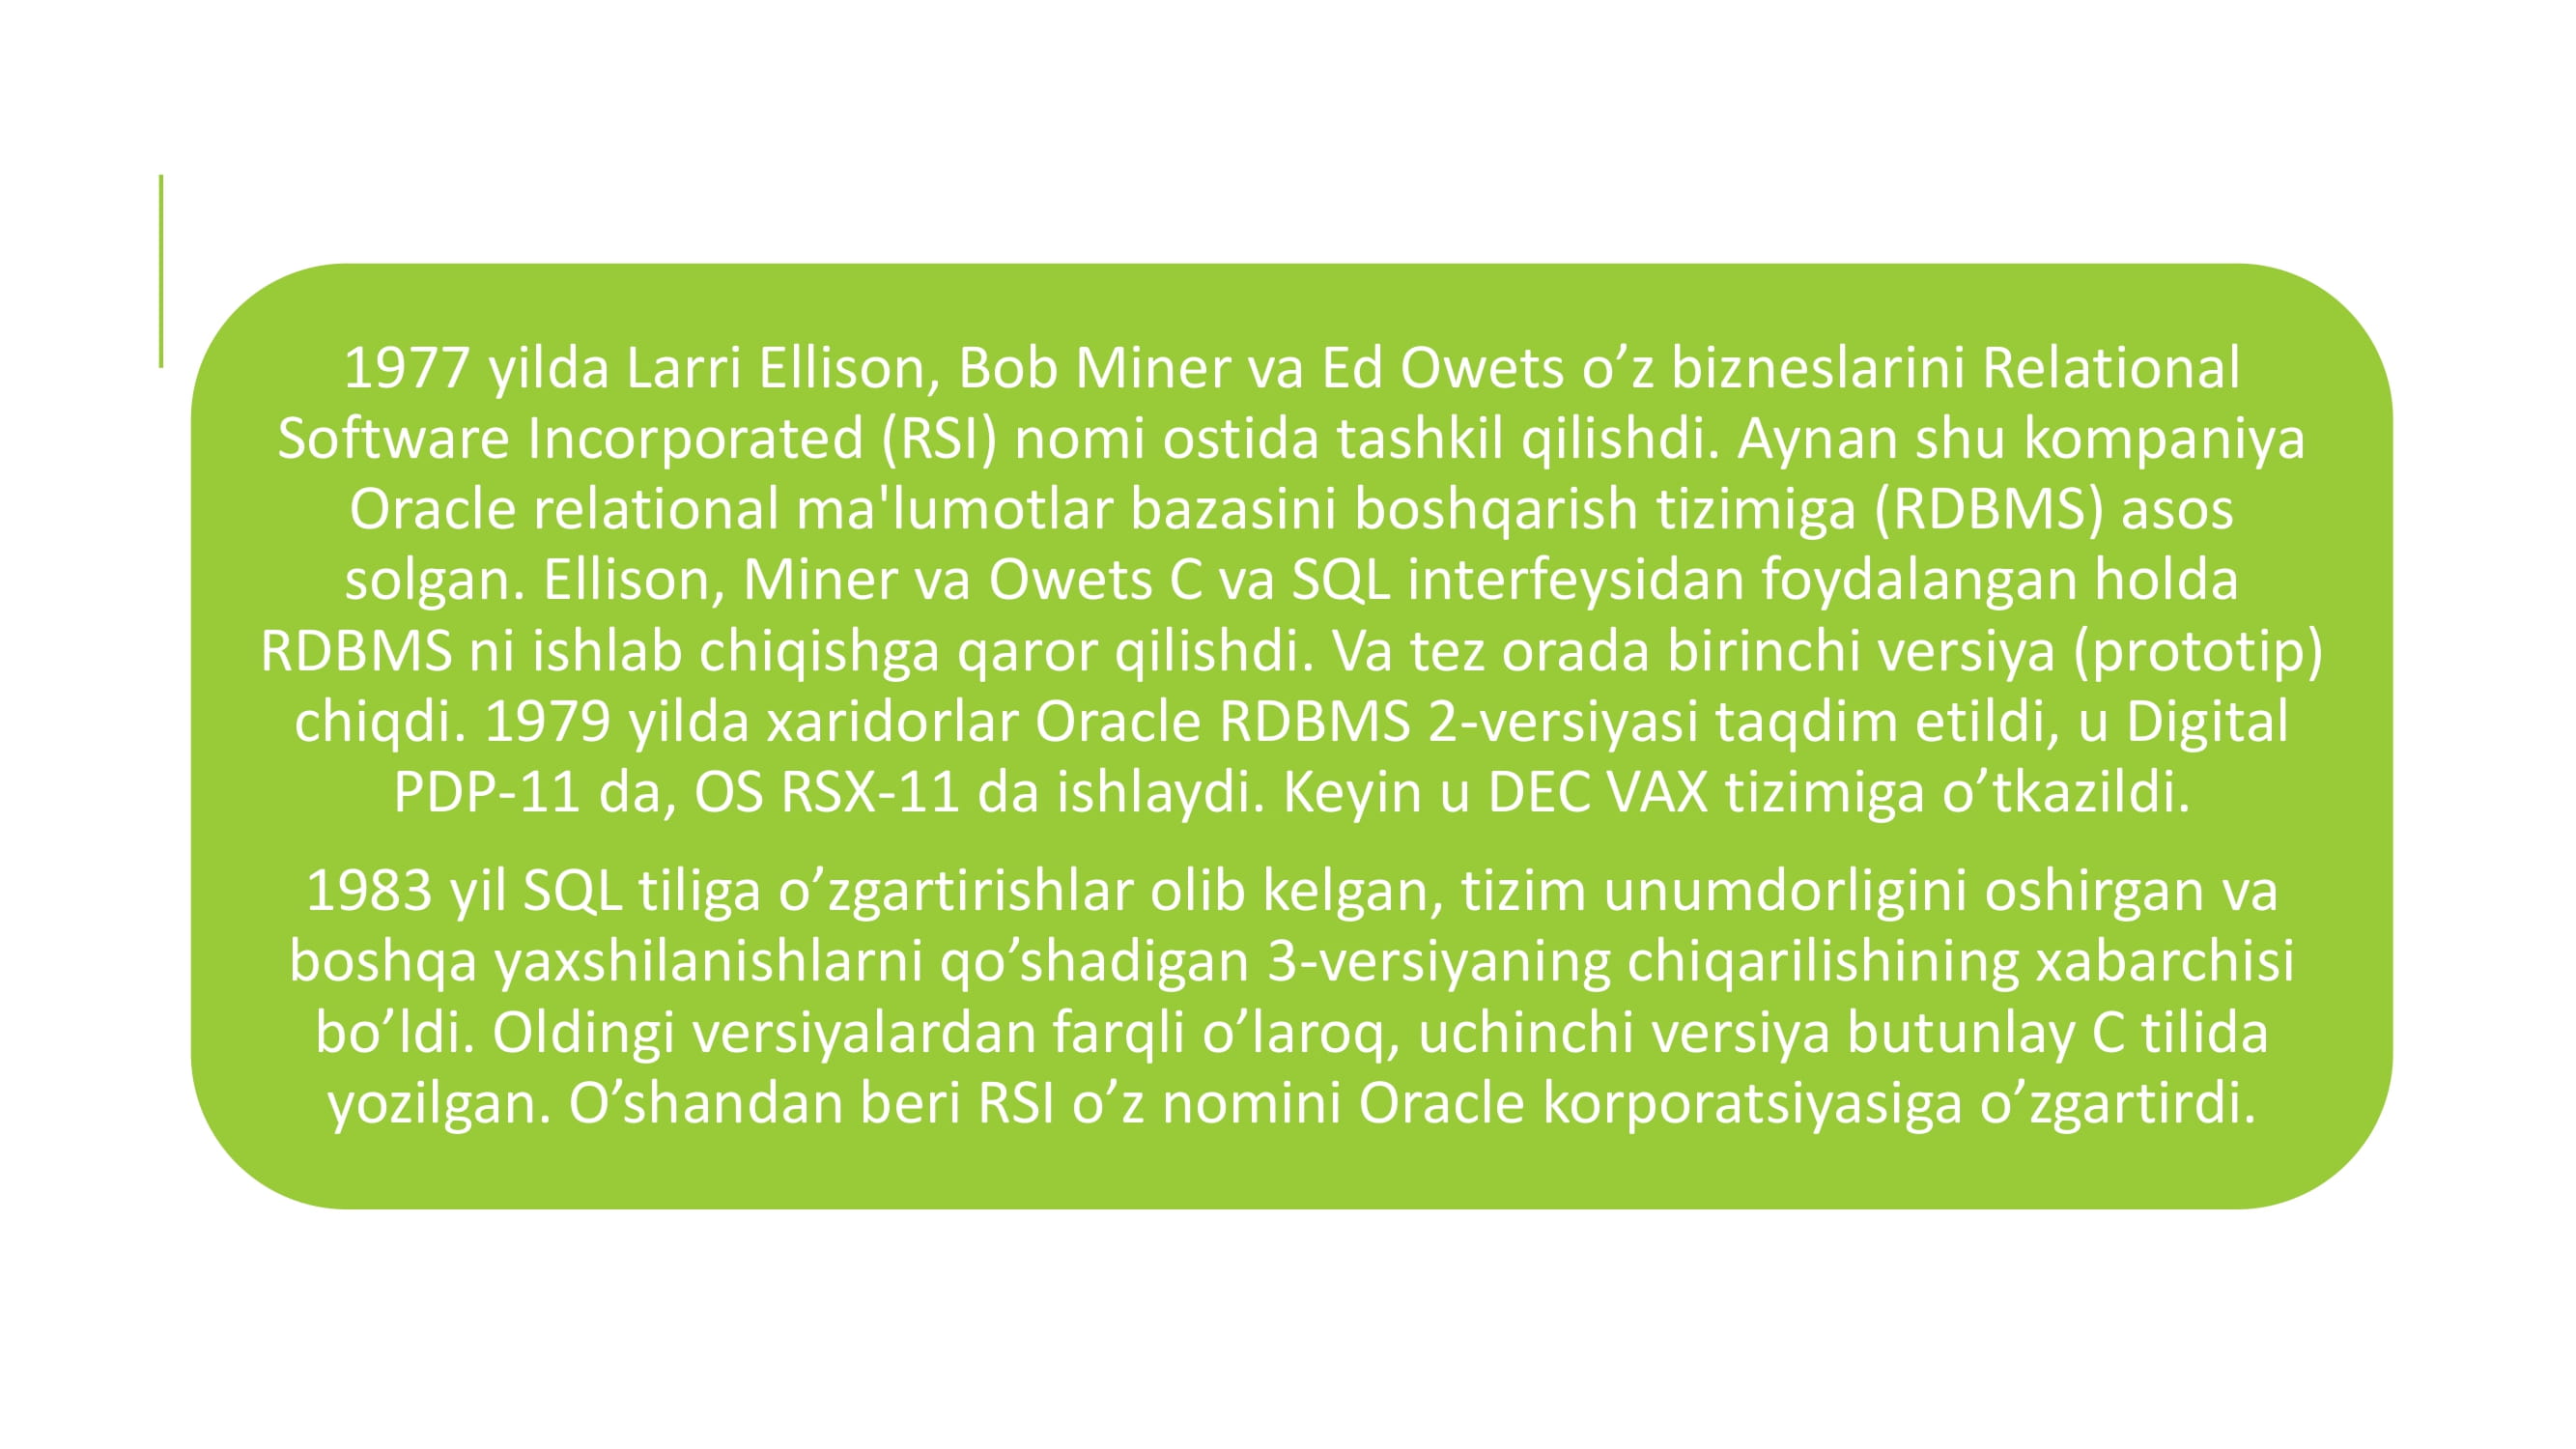 1977 yilda Larri Ellison, Bob Miner va Ed Owets o’z bizneslarini Relational
Software Incorporated (RSI) nomi ostida tashkil qilishdi. Aynan shu kompaniya
Oracle relational ma'lumotlar bazasini boshqarish tizimiga (RDBMS) asos
solgan. Ellison, Miner va Owets C va SQL interfeysidan foydalangan holda
RDBMS ni ishlab chiqishga qaror qilishdi. Va tez orada birinchi versiya (prototip)
chiqdi. 1979 yilda xaridorlar Oracle RDBMS 2-versiyasi taqdim etildi, u Digital
PDP-11 da, OS RSX-11 da ishlaydi. Keyin u DEC VAX tizimiga o’tkazildi.
1983 yil SQL tiliga o’zgartirishlar olib kelgan, tizim unumdorligini oshirgan va
boshqa yaxshilanishlarni qo’shadigan 3-versiyaning chiqarilishining xabarchisi
bo’ldi. Oldingi versiyalardan farqli o’laroq, uchinchi versiya butunlay C tilida
yozilgan. O’shandan beri RSI o’z nomini Oracle korporatsiyasiga o’zgartirdi.